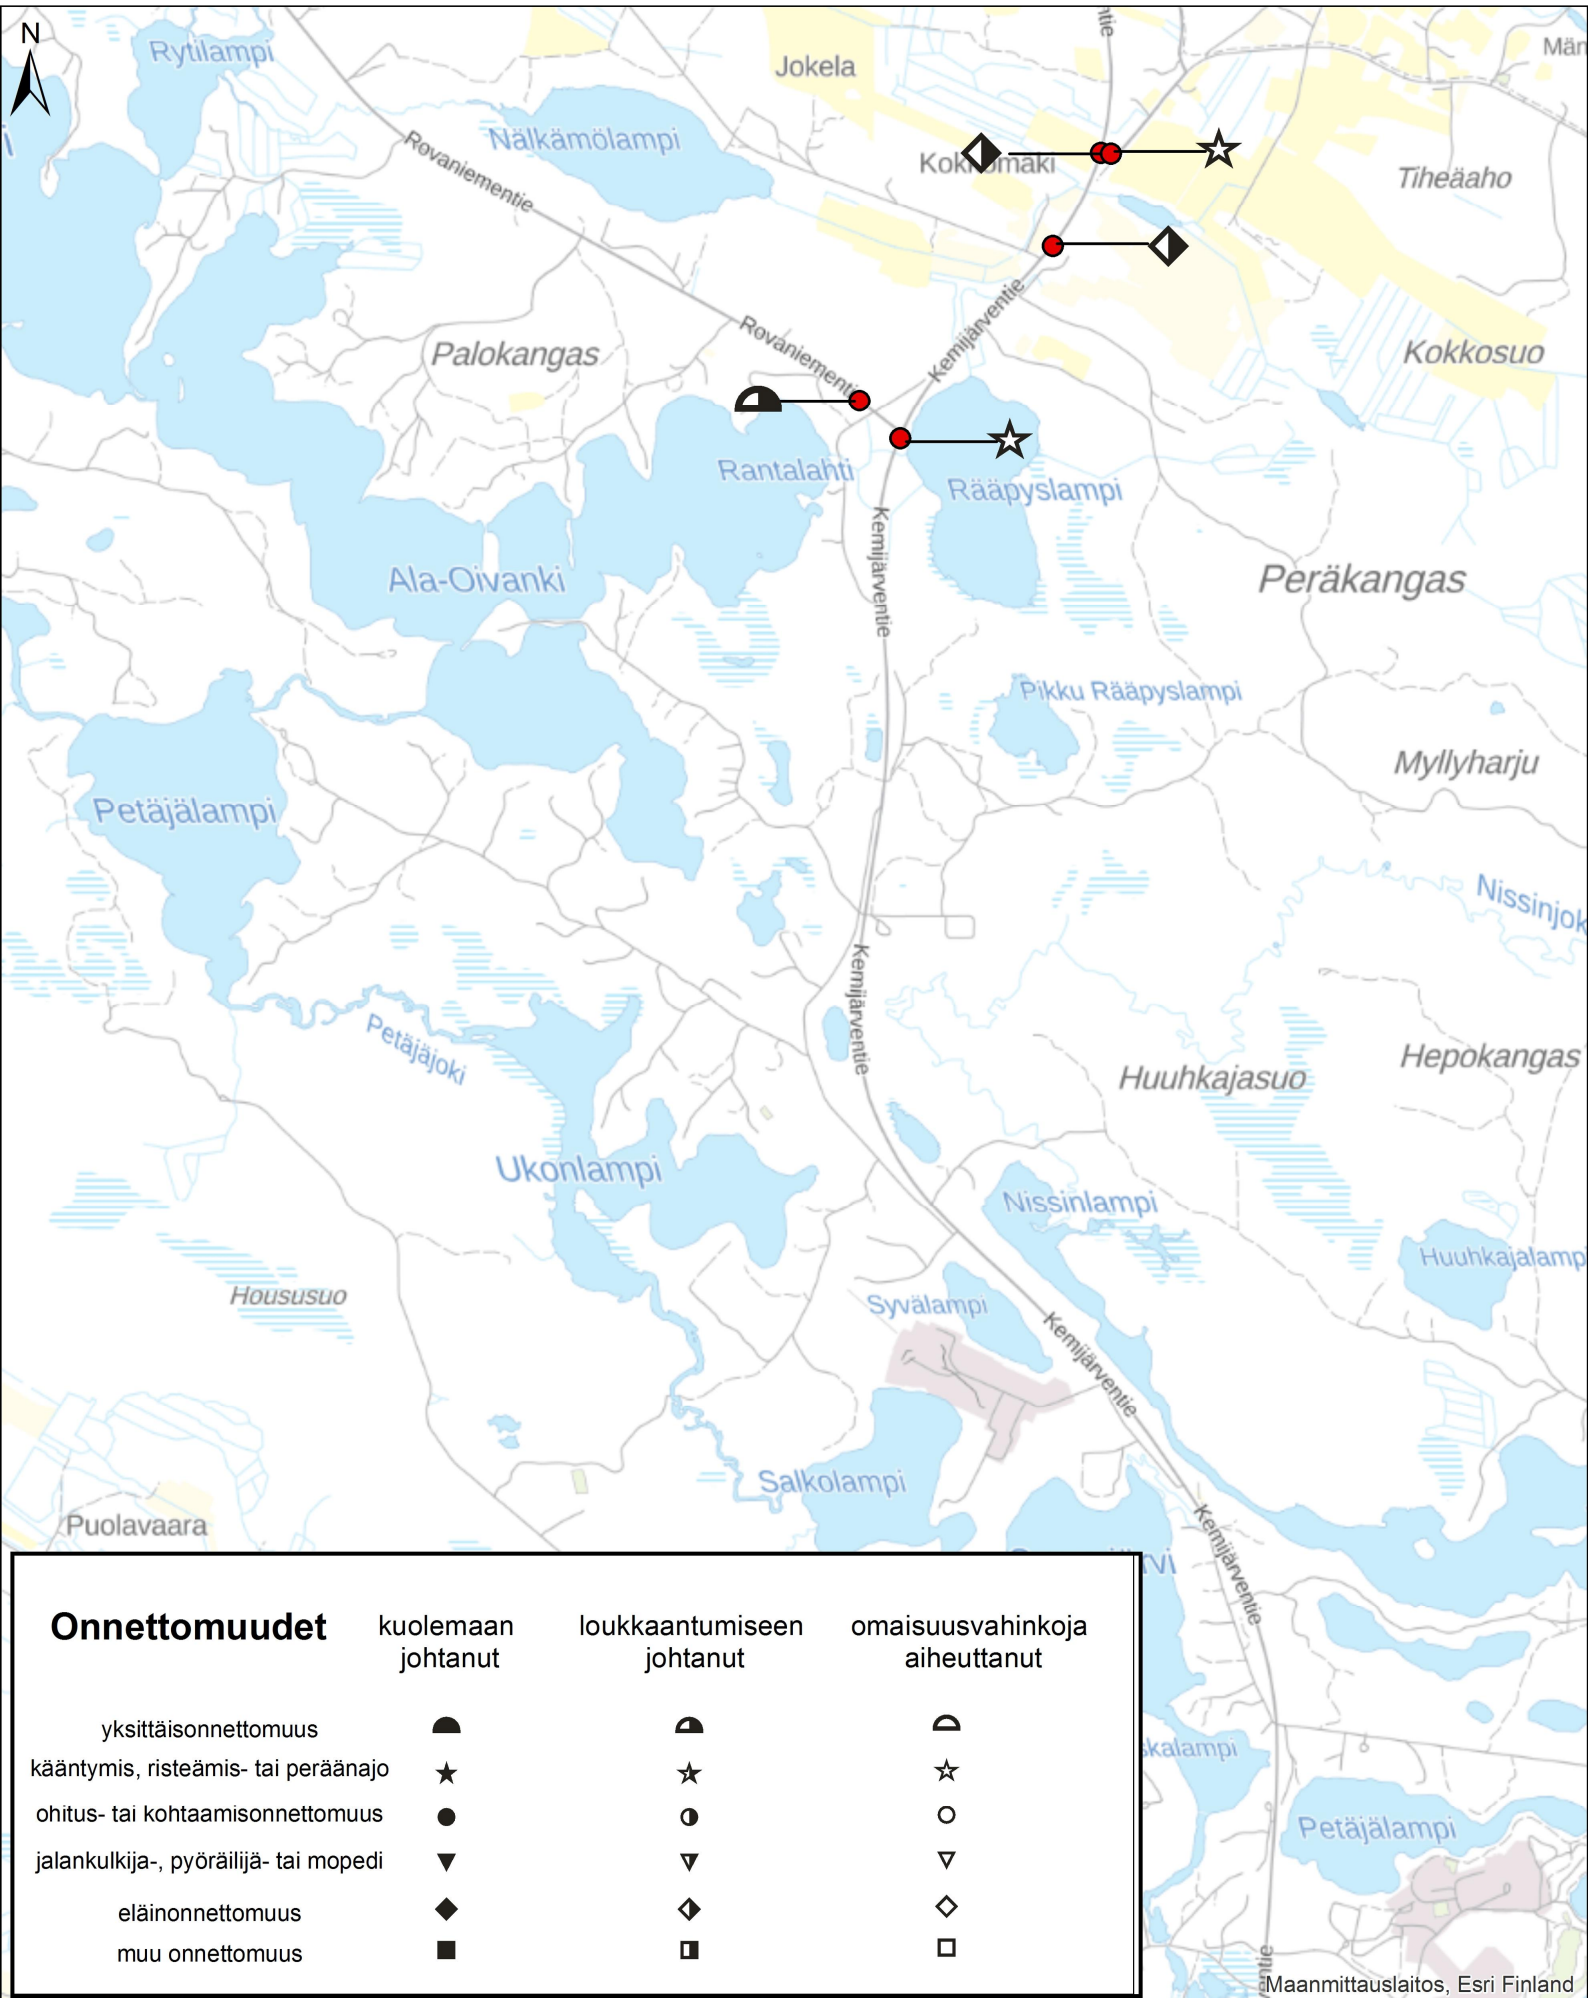 N
Rytilampi
Jokela
Män
Nälkämölampi
Rovaniementie
Kokkomäki
Tiheäaho
Kemijärventie
Rovaniementie
Palokangas
Kokkosuo
Rantalahti
Rääpyslampi
Kemijärventie
Ala-Oivanki
Peräkangas
Pikku Rääpyslampi
Myllyharju
Petäjälampi
Nissinjok
Kemijärventie
Petäjäjoki
Huuhkajasuo
Hepokangas
Ukonlampi
Nissinlampi
Huuhkajalamp
Housusuo
Syvälampi
Kemijärventie
Salkolampi
Puolavaara
Kemijärventie
Onnettomuudet
kuolemaan
johtanut
loukkaantumiseen
johtanut
omaisuusvahinkoja
aiheuttanut
yksittäisonnettomuus
kääntymis, risteämis- tai peräänajo
ohitus- tai kohtaamisonnettomuus
jalankulkija-, pyöräilijä- tai mopedi
eläinonnettomuus
muu onnettomuus
skalampi
Petäjälampi
Maanmittauslaitos, Esri Finland